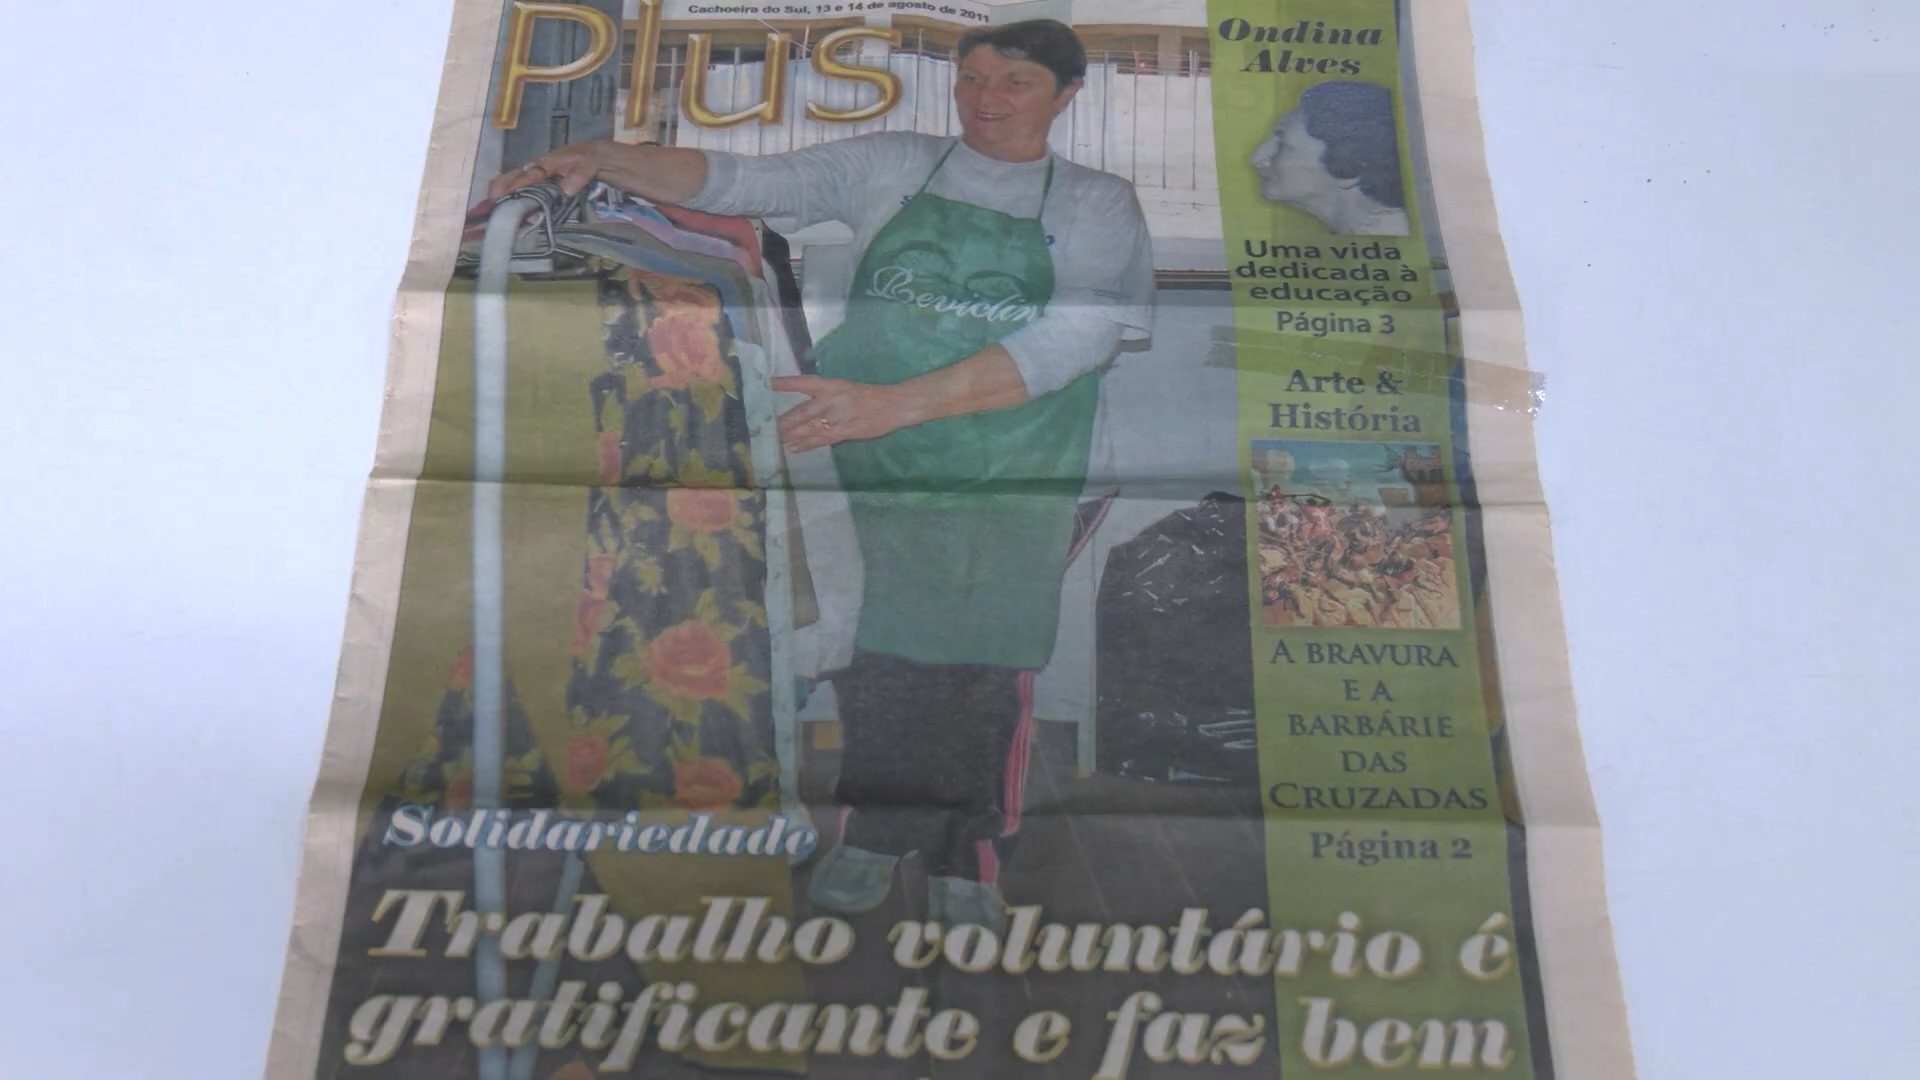 Cachoeira do Sul, 13 e 14 de agosto de 2011
Plus
Ondina
Alves
Uma vida
dedicada à
educação
Página 3
Arte &
História
A BRAVURA
E A
BARBÁRIE
DAS
CRUZADAS
Página 2
Reviclin
Solidariedade
Trabalho voluntário é
gratificante e faz bem